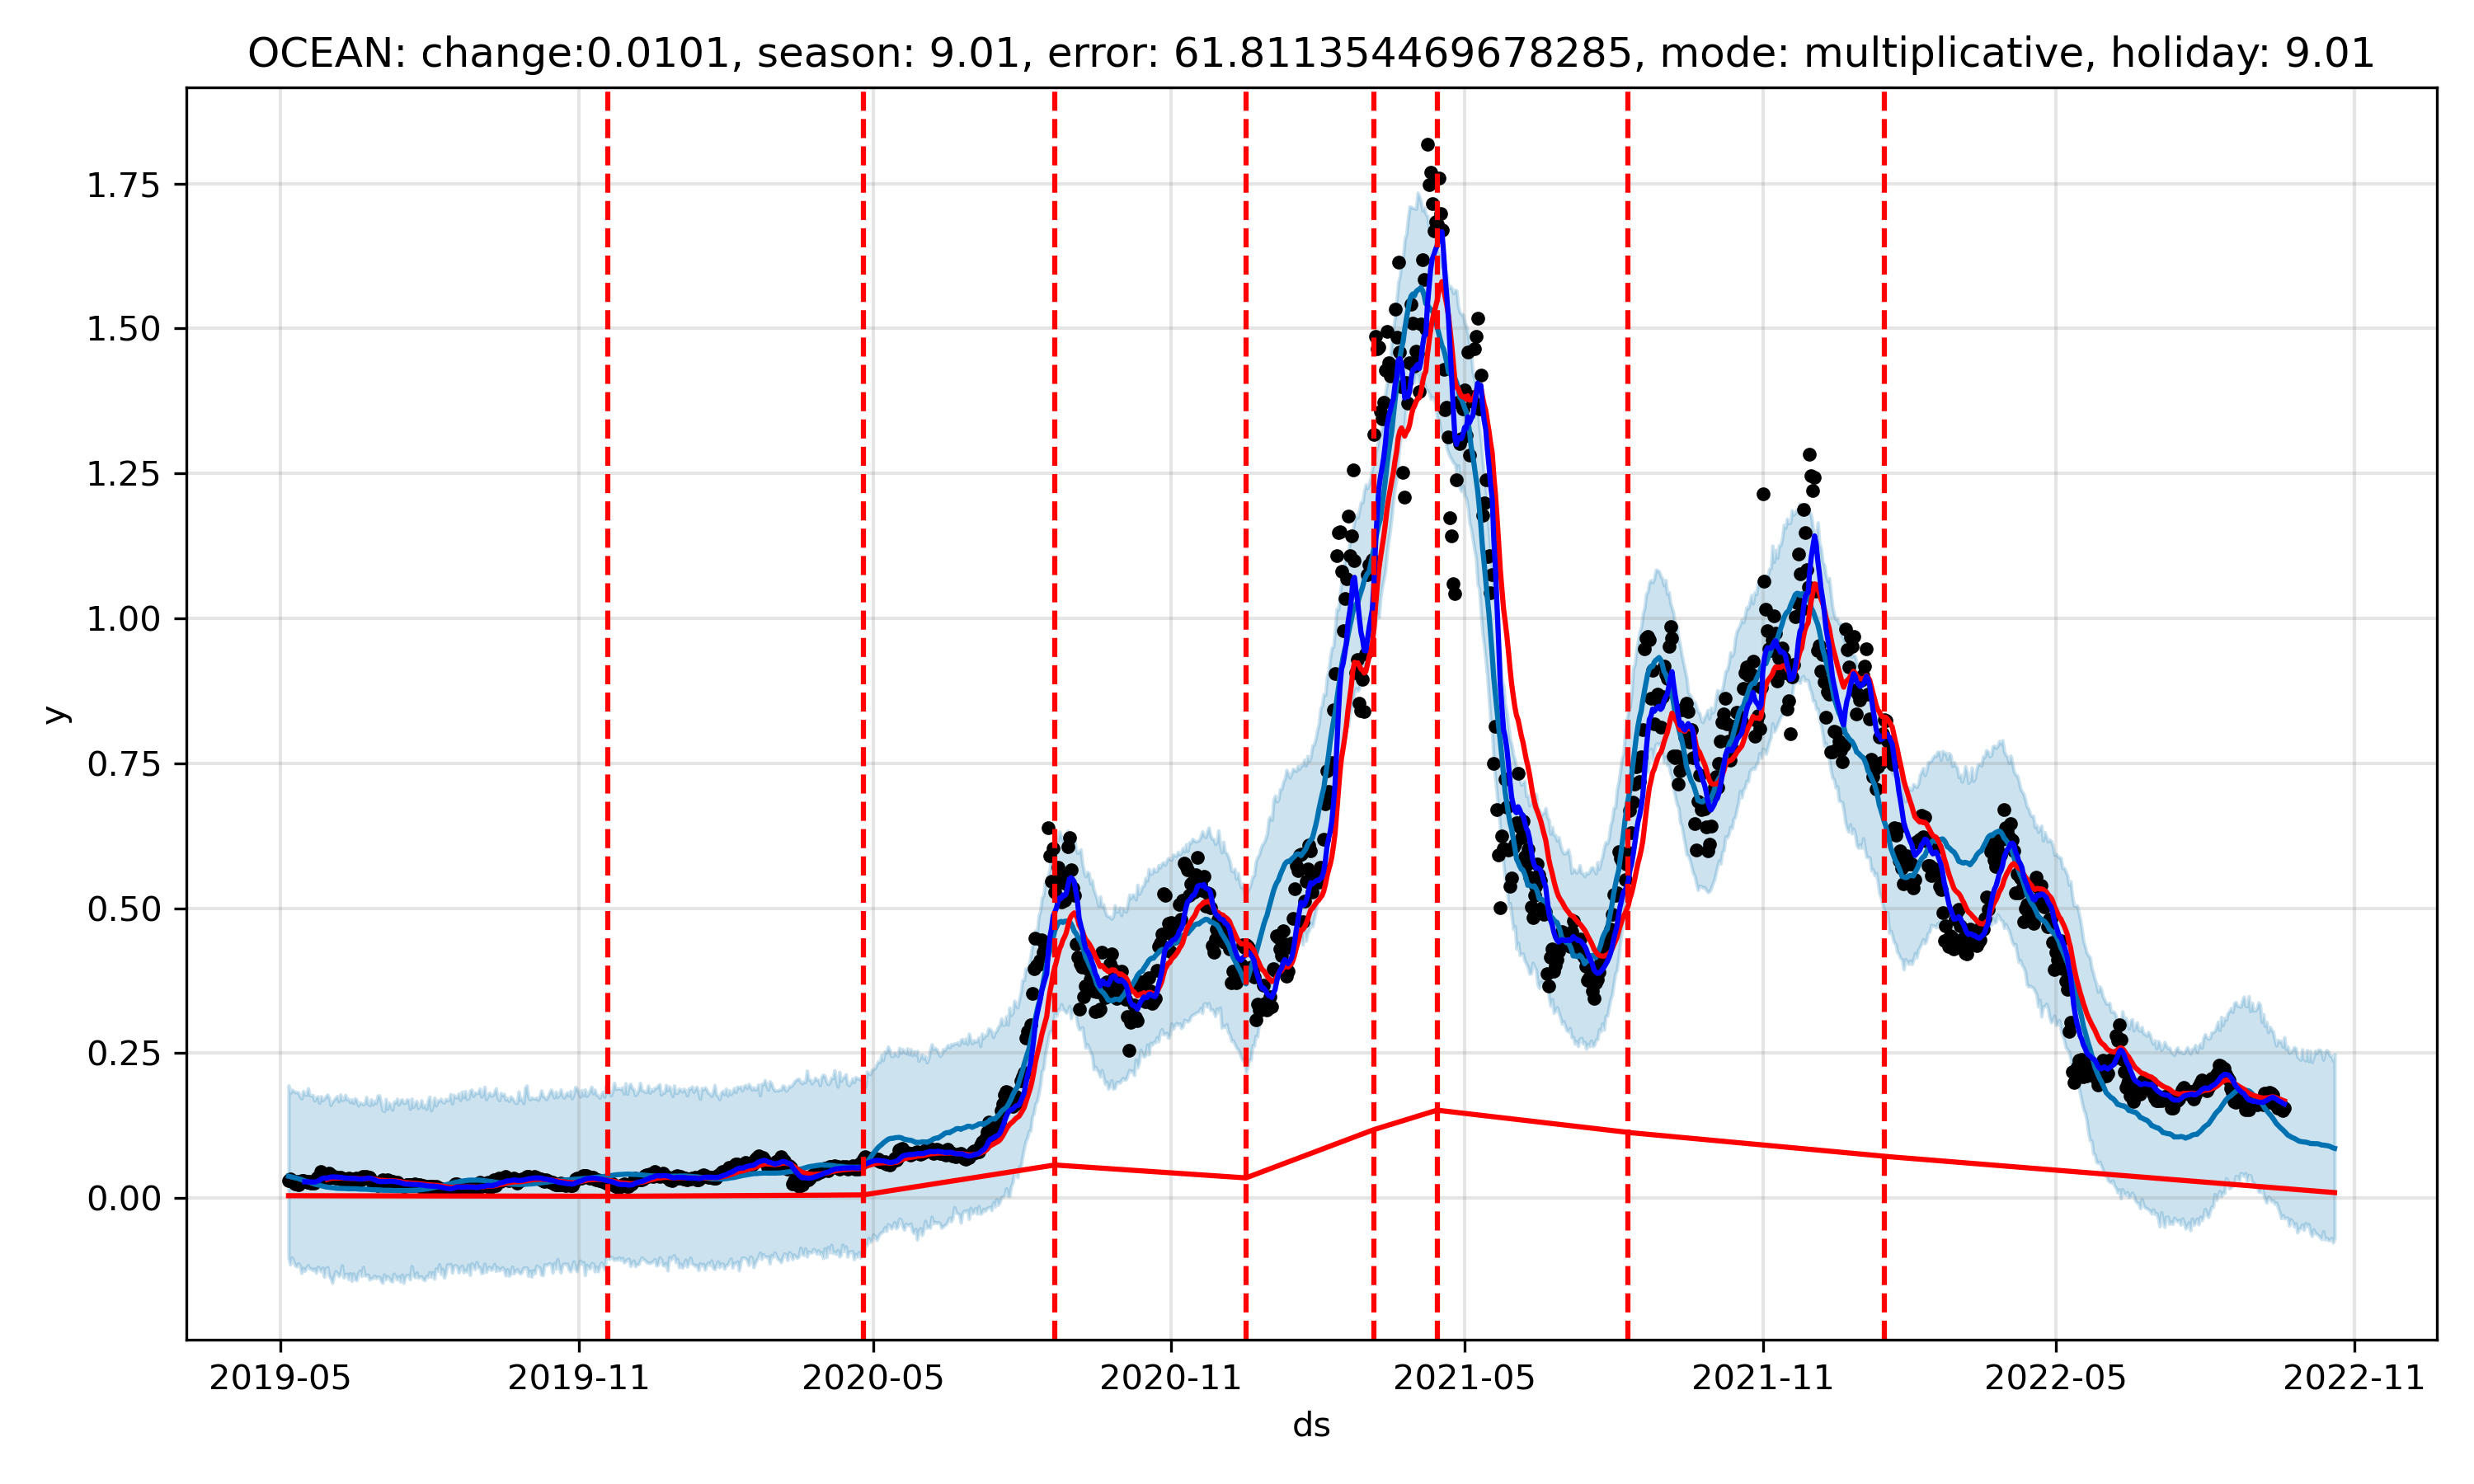 OCEAN: change:0.0101, season: 9.01, error: 61.811354469678285, mode: multiplicative, holiday: 9.01
1.75
1.50
1.25
1.00
0.75
0.50
0.25
0.00
y
2019-05 2019-11 2020-05 2020-11 2021-05 2021-11 2022-05 2022-11
ds